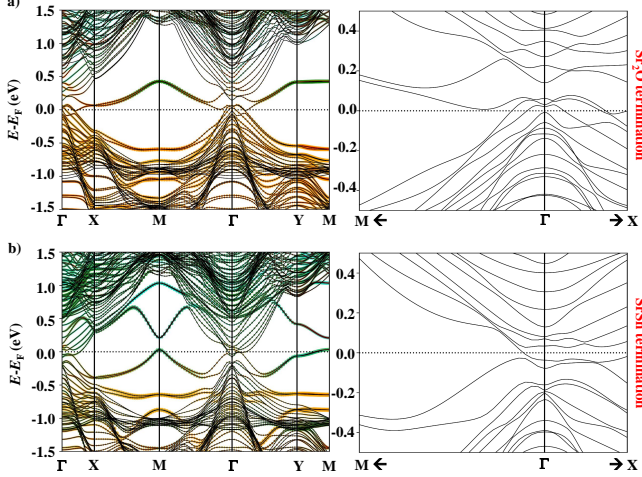 a)
1.5
1.0
0.5
0.0
-0.5
-1.0
-1.5
E-E_F (eV)
Γ X M Γ Y M
0.4
0.2
0.0
-0.2
-0.4
M ← Γ → X
Sr₂O termination
b)
1.5
1.0
0.5
0.0
-0.5
-1.0
-1.5
E-E_F (eV)
Γ X M Γ Y M
0.4
0.2
0.0
-0.2
-0.4
M ← Γ → X
SrSn termination